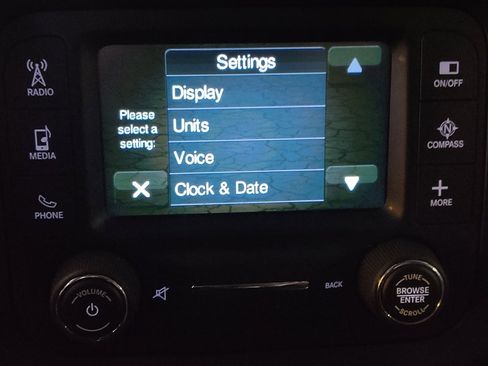 Settings
Display
Please
select a
setting:
Units
Voice
Clock & Date
RADIO
MEDIA
PHONE
ON/OFF
N
COMPASS
MORE
VOLUME
BACK
TUNE
BROWSE
ENTER
SCROLL